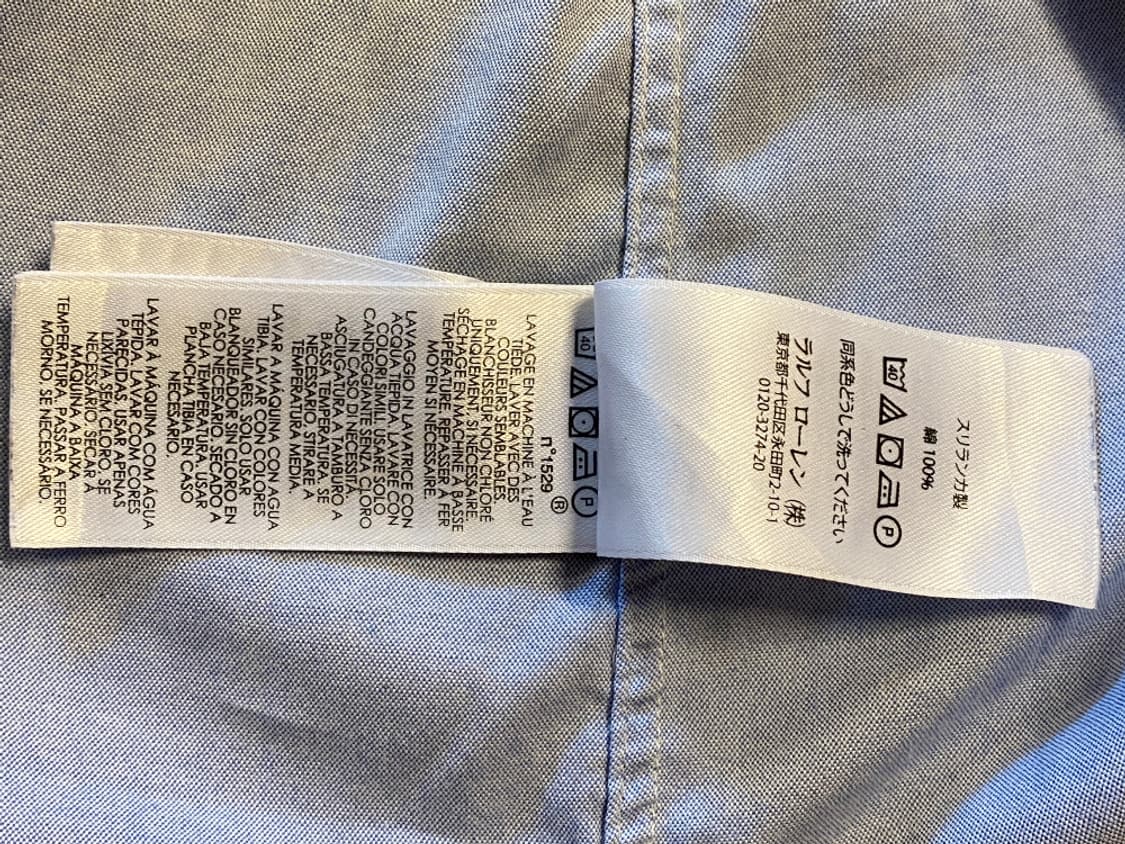 スリランカ製
綿 100%
40 P
同系色どうしで洗ってください
ラルフ ローレン (株)
東京都千代田区永田町2-10-1
0120-3274-20
40 P
®
n°1529
LAVAGE EN MACHINE À L'EAU
TIÈDE. LAVER AVEC DES
COULEURS SEMBLABLES.
BLANCHISSEUR NON CHLORÉ
UNIQUEMENT, SI NÉCESSAIRE.
SÉCHAGE EN MACHINE À BASSE
TEMPÉRATURE. REPASSER À FER
MOYEN SI NÉCESSAIRE.
LAVAGGIO IN LAVATRICE CON
ACQUA TIEPIDA. LAVARE CON
COLORI SIMILI. USARE SOLO
CANDEGGIANTE SENZA CLORO
IN CASO DI NECESSITÀ.
ASCIUGATURA A TAMBURO A
BASSA TEMPERATURA. SE
NECESSARIO, STIRARE A
TEMPERATURA MEDIA.
LAVAR A MÁQUINA CON AGUA
TIBIA. LAVAR CON COLORES
SIMILARES. SOLO USAR
BLANQUEADOR SIN CLORO EN
CASO NECESARIO. SECADO A
BAJA TEMPERATURA. USAR
PLANCHA TIBIA EN CASO
NECESARIO.
LAVAR À MÁQUINA COM ÁGUA
TÉPIDA. LAVAR COM CORES
PARECIDAS. USAR APENAS
LIXÍVIA SEM CLORO, SE
NECESSÁRIO. SECAR À
MÁQUINA A BAIXA
TEMPERATURA. PASSAR A FERRO
MORNO, SE NECESSÁRIO.